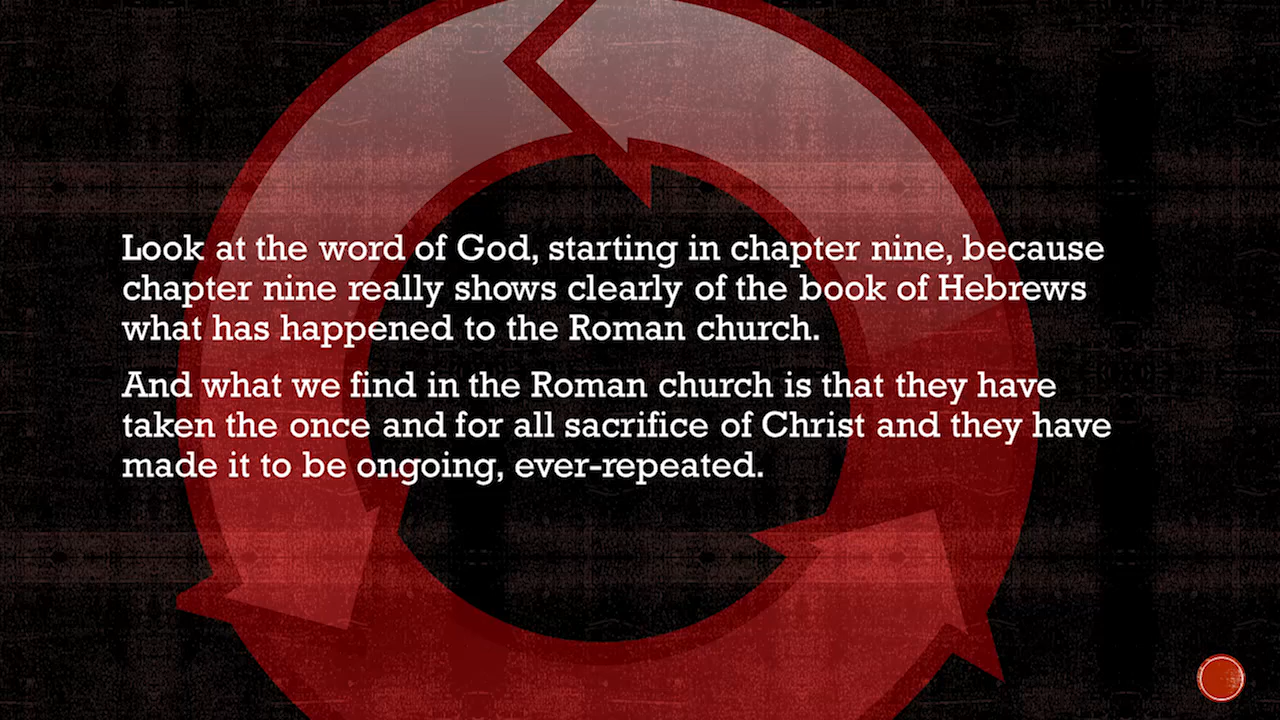 Look at the word of God, starting in chapter nine, because
chapter nine really shows clearly of the book of Hebrews
what has happened to the Roman church.
And what we find in the Roman church is that they have
taken the once and for all sacrifice of Christ and they have
made it to be ongoing, ever-repeated.